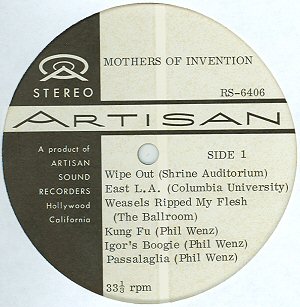 MOTHERS OF INVENTION
STEREO
RS-6406
ARTISAN
A product of
ARTISAN
SOUND
RECORDERS
Hollywood
California
SIDE 1
Wipe Out (Shrine Auditorium)
East L.A. (Columbia University)
Weasels Ripped My Flesh
(The Ballroom)
Kung Fu (Phil Wenz)
Igor's Boogie (Phil Wenz)
Passalaglia (Phil Wenz)
33⅓ rpm